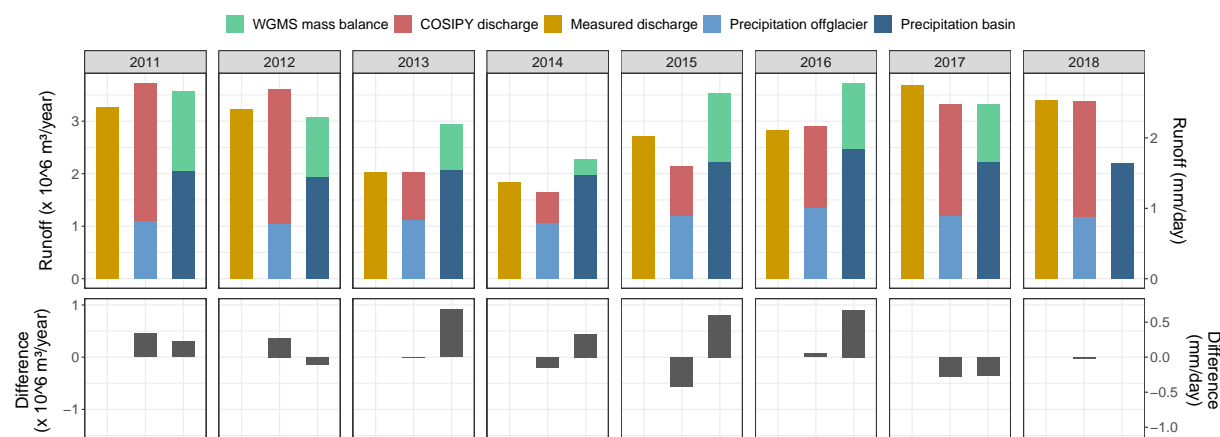 WGMS mass balance COSIPY discharge Measured discharge Precipitation offglacier Precipitation basin
2011 2012 2013 2014 2015 2016 2017 2018
Runoff (x 10^6 m³/year)
3
2
1
0
Runoff (mm/day)
2
1
0
Difference
(x 10^6 m³/year)
1
0
−1
Difference
(mm/day)
0.5
0.0
−0.5
−1.0